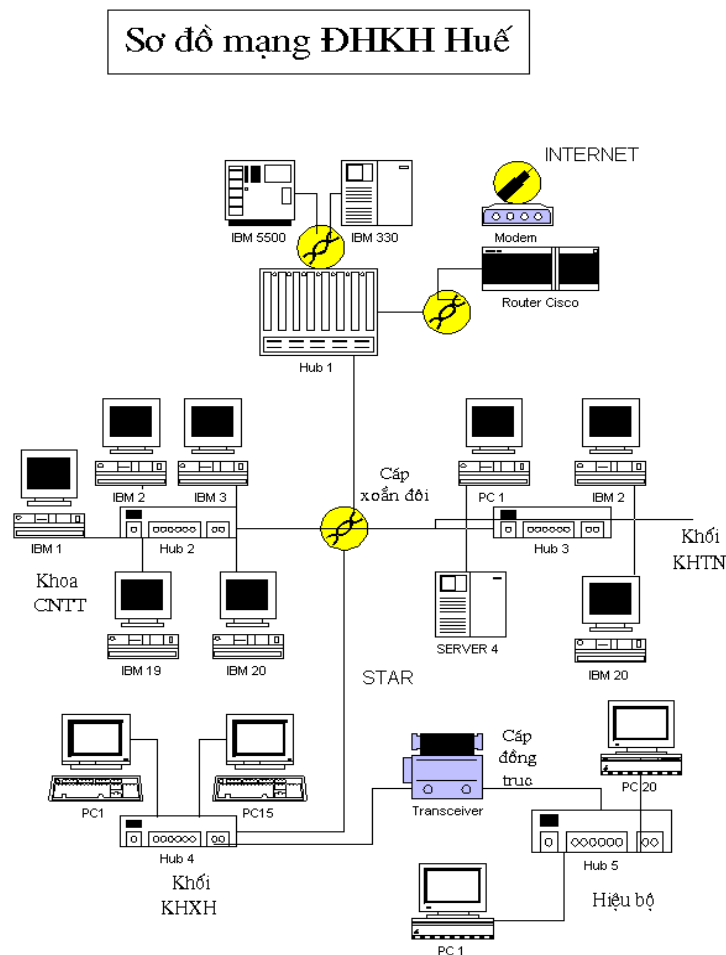 Sơ đồ mạng ĐHKH Huế
INTERNET
IBM 5500
IBM 330
Modem
Router Cisco
Hub 1
IBM 2
IBM 3
Cáp
xoắn đôi
PC 1
IBM 2
IBM 1
Hub 2
Hub 3
Khối
KHTN
Khoa
CNTT
IBM 19
IBM 20
SERVER 4
IBM 20
STAR
Cáp
đồng
truc
PC1
PC15
Transceiver
PC 20
Hub 4
Hub 5
Khối
KHXH
Hiệu bộ
PC 1